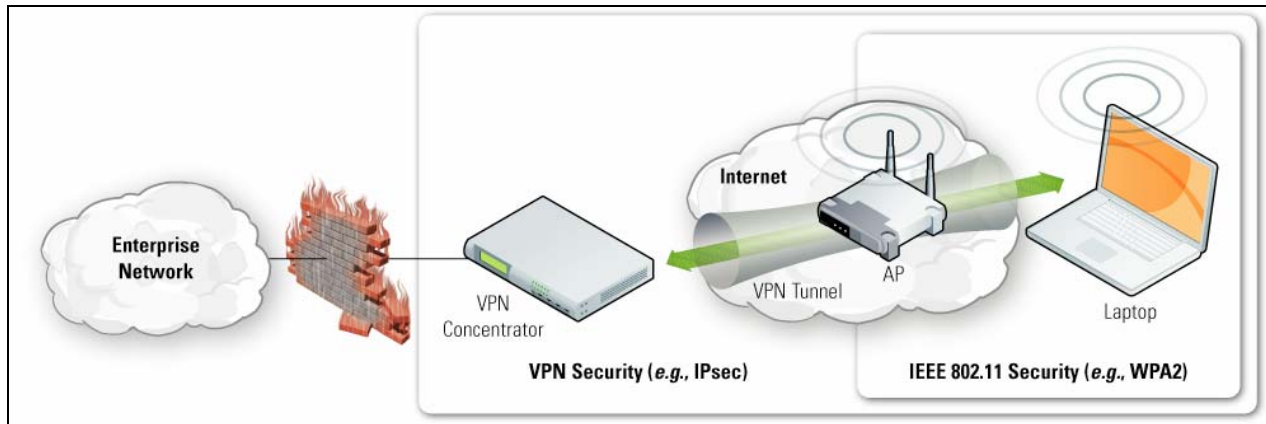 Enterprise
Network
VPN
Concentrator
Internet
VPN Tunnel
AP
Laptop
VPN Security (e.g., IPsec)
IEEE 802.11 Security (e.g., WPA2)